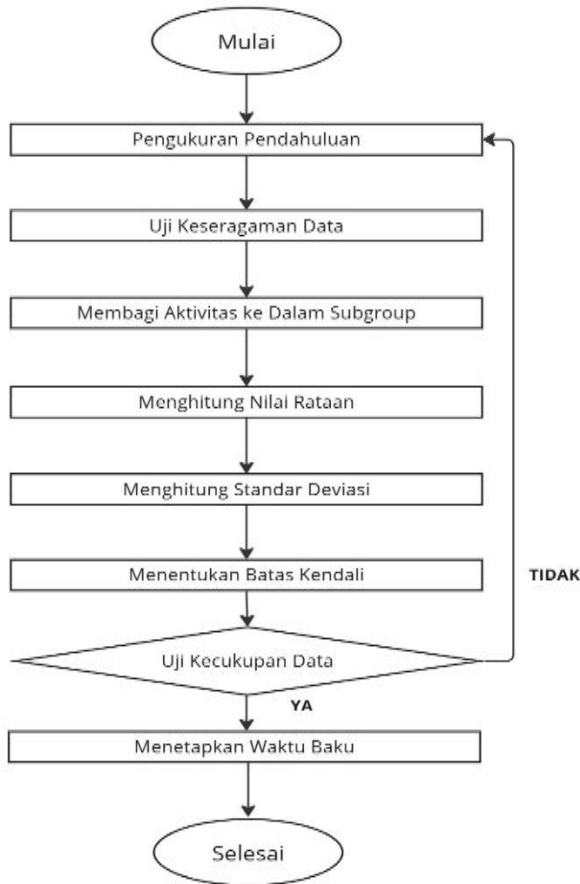 Mulai
Pengukuran Pendahuluan
Uji Keseragaman Data
Membagi Aktivitas ke Dalam Subgroup
Menghitung Nilai Rataan
Menghitung Standar Deviasi
Menentukan Batas Kendali
TIDAK
Uji Kecukupan Data
YA
Menetapkan Waktu Baku
Selesai